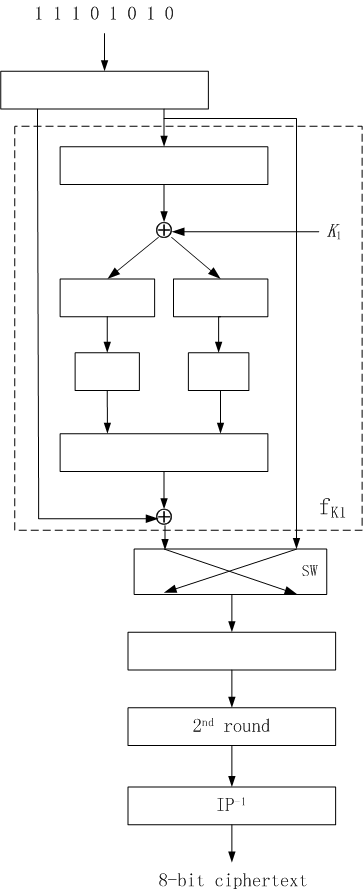 1 1 1 0 1 0 1 0
K1
fK1
SW
2nd round
IP-1
8-bit ciphertext